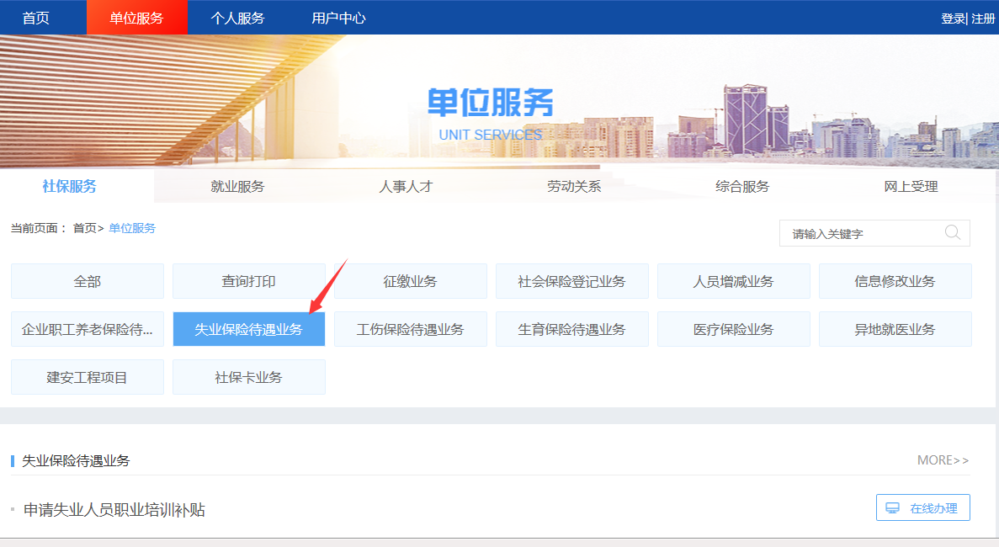 首页 单位服务 个人服务 用户中心 登录| 注册
单位服务
UNIT SERVICES
社保服务 就业服务 人事人才 劳动关系 综合服务 网上受理
当前页面： 首页> 单位服务 请输入关键字
全部 查询打印 征缴业务 社会保险登记业务 人员增减业务 信息修改业务
企业职工养老保险待... 失业保险待遇业务 工伤保险待遇业务 生育保险待遇业务 医疗保险业务 异地就医业务
建安工程项目 社保卡业务
失业保险待遇业务 MORE>>
申请失业人员职业培训补贴 在线办理